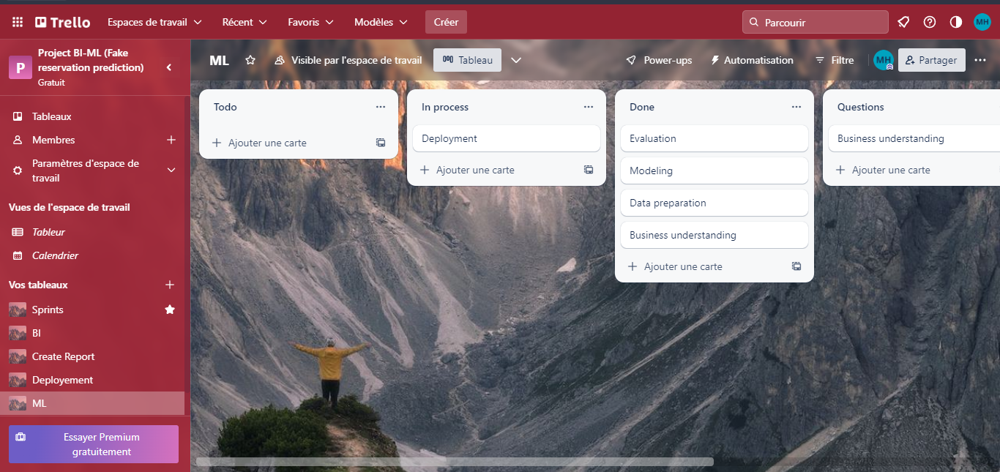 Trello
Espaces de travail
Récent
Favoris
Modèles
Créer
Parcourir
MH
P
Project BI-ML (Fake
reservation prediction)
Gratuit
ML
Visible par l'espace de travail
Tableau
Power-ups
Automatisation
Filtre
MH
Partager
Tableaux
Membres
Paramètres d'espace de
travail
Vues de l'espace de travail
Tableur
Calendrier
Vos tableaux
Sprints
BI
Create Report
Deployement
ML
Essayer Premium
gratuitement
Todo
Ajouter une carte
In process
Deployment
Ajouter une carte
Done
Evaluation
Modeling
Data preparation
Business understanding
Ajouter une carte
Questions
Business understanding
Ajouter une carte